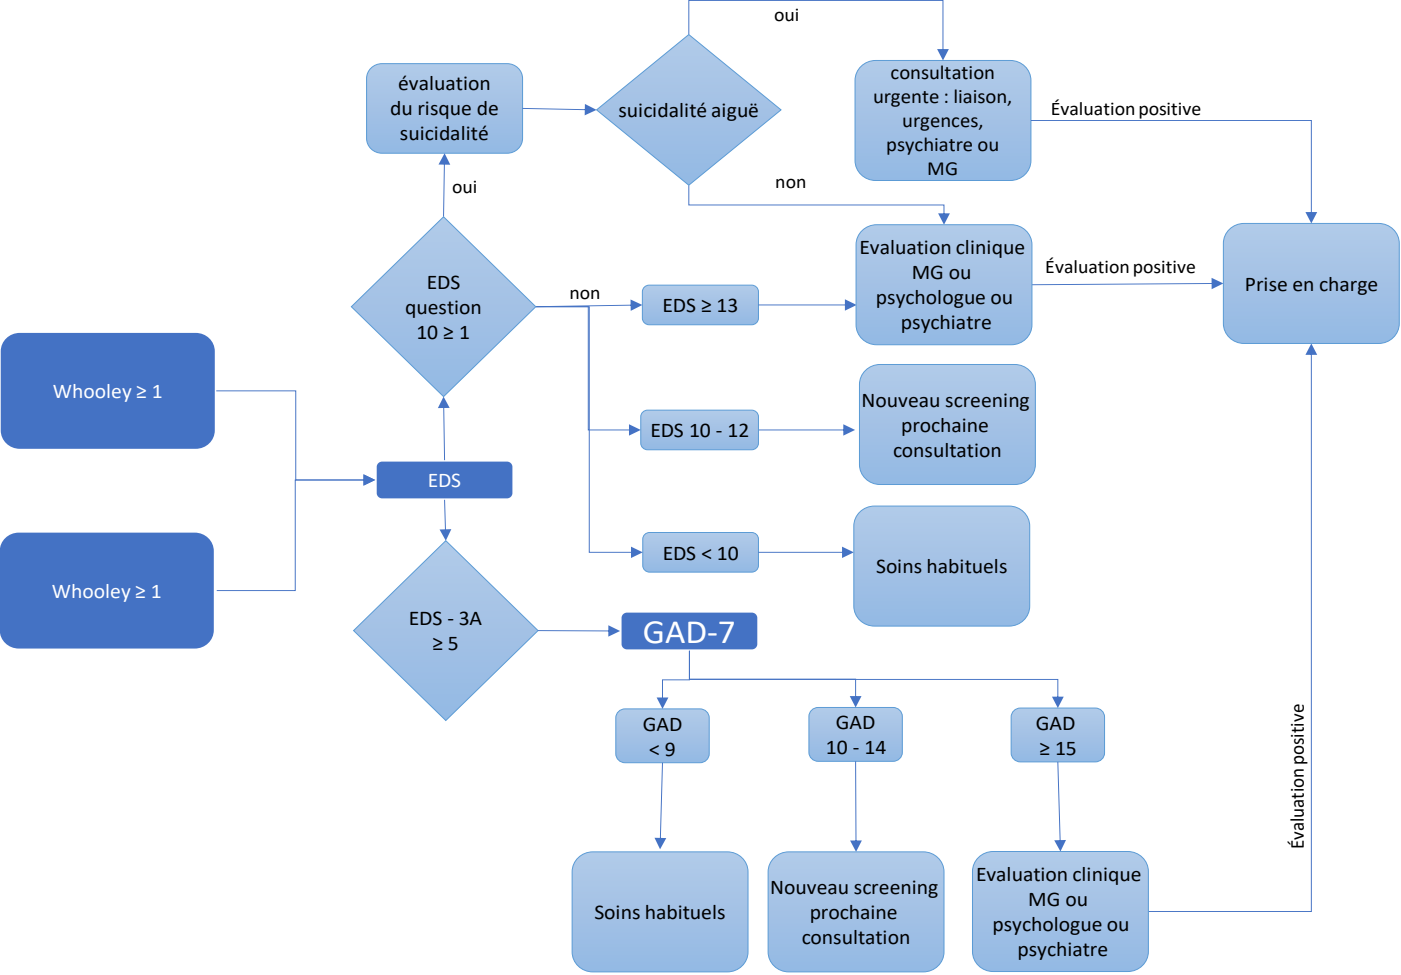 oui
évaluation
du risque de
suicidalité
suicidalité aiguë
consultation
urgente : liaison,
urgences,
psychiatre ou
MG
Évaluation positive
oui
non
EDS
question
10 ≥ 1
non
EDS ≥ 13
Evaluation clinique
MG ou
psychologue ou
psychiatre
Évaluation positive
Prise en charge
Whooley ≥ 1
EDS 10 - 12
Nouveau screening
prochaine
consultation
EDS
EDS < 10
Soins habituels
Whooley ≥ 1
EDS - 3A
≥ 5
GAD-7
GAD
< 9
GAD
10 - 14
GAD
≥ 15
Évaluation positive
Soins habituels
Nouveau screening
prochaine
consultation
Evaluation clinique
MG ou
psychologue ou
psychiatre